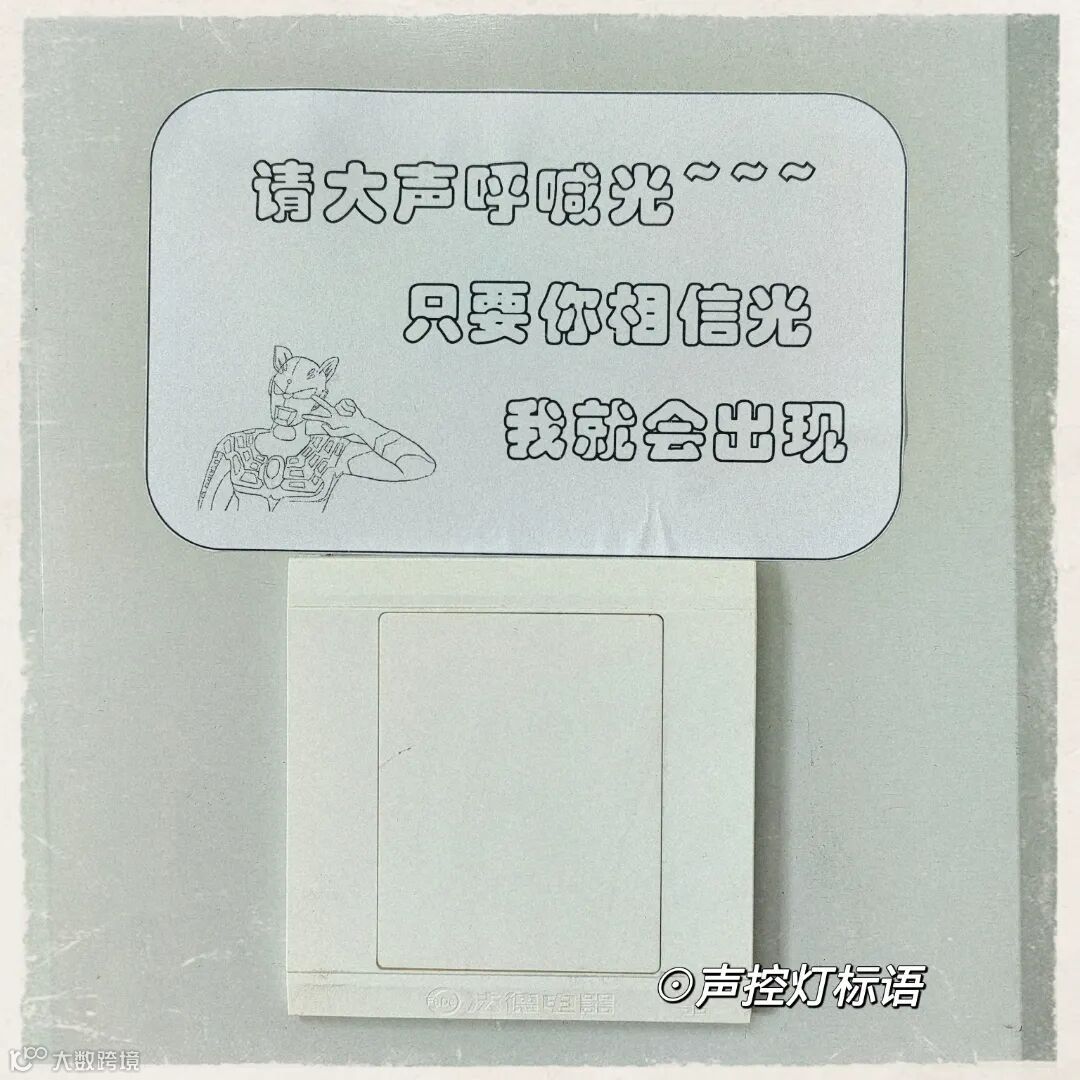 请大声呼喊光~~~
只要你相信光
我就会出现
声控灯标语
大数跨境